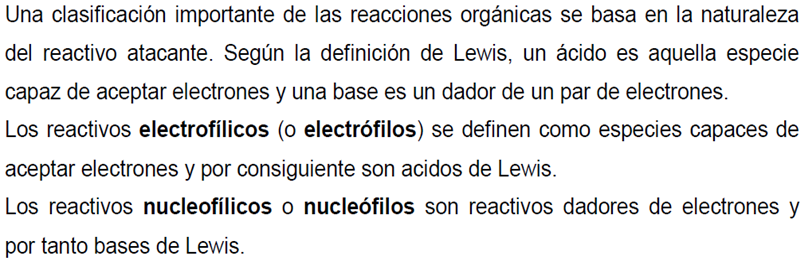 Una clasificación importante de las reacciones orgánicas se basa en la naturaleza
del reactivo atacante. Según la definición de Lewis, un ácido es aquella especie
capaz de aceptar electrones y una base es un dador de un par de electrones.
Los reactivos electrofílicos (o electrófilos) se definen como especies capaces de
aceptar electrones y por consiguiente son acidos de Lewis.
Los reactivos nucleofílicos o nucleófilos son reactivos dadores de electrones y
por tanto bases de Lewis.